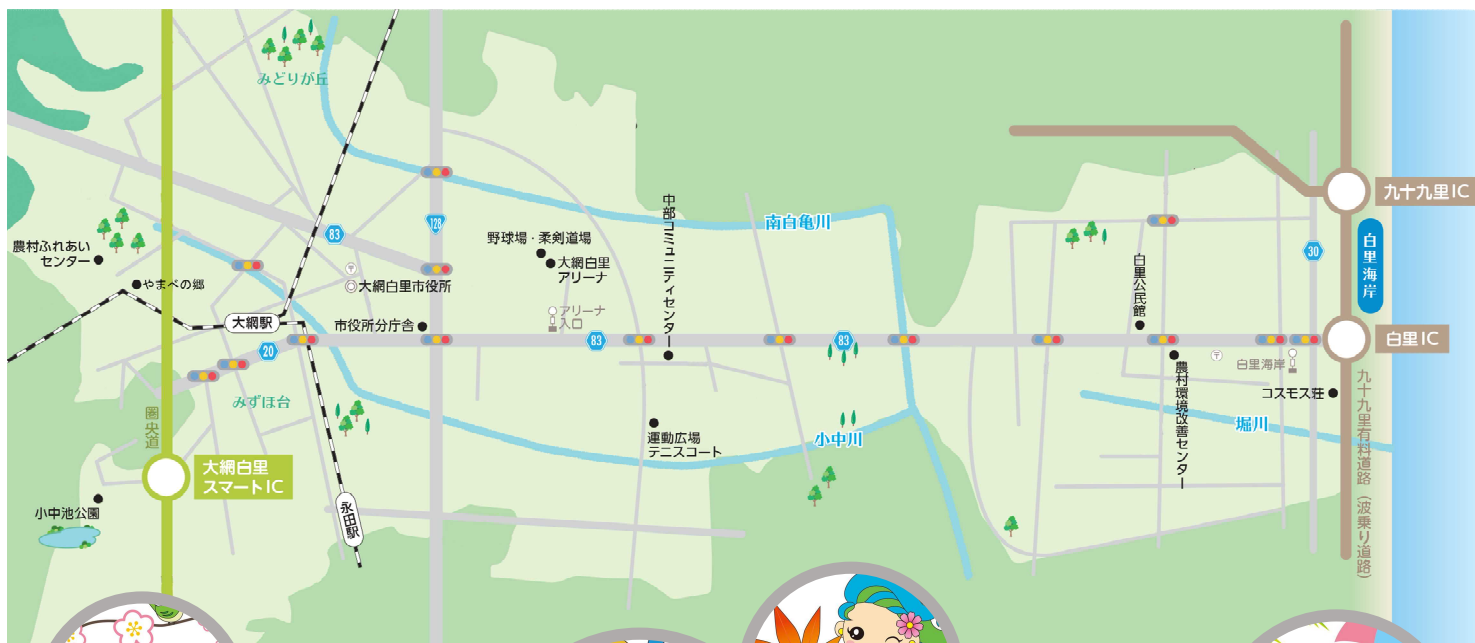 みどりが丘
九十九里IC
128
83
中部コミュニティセンター
南白亀川
白里海岸
農村ふれあい
センター
野球場・柔剣道場
大網白里
アリーナ
30
〒
◎大網白里市役所
やまべの郷
白里公民館
大網駅
市役所分庁舎
アリーナ
入口
83
83
白里IC
20
〒
白里海岸
農村環境改善センター
コスモス荘
みずほ台
圏央道
九十九里有料道路(波乗り道路)
堀川
運動広場
テニスコート
小中川
大網白里
スマートIC
永田駅
小中池公園